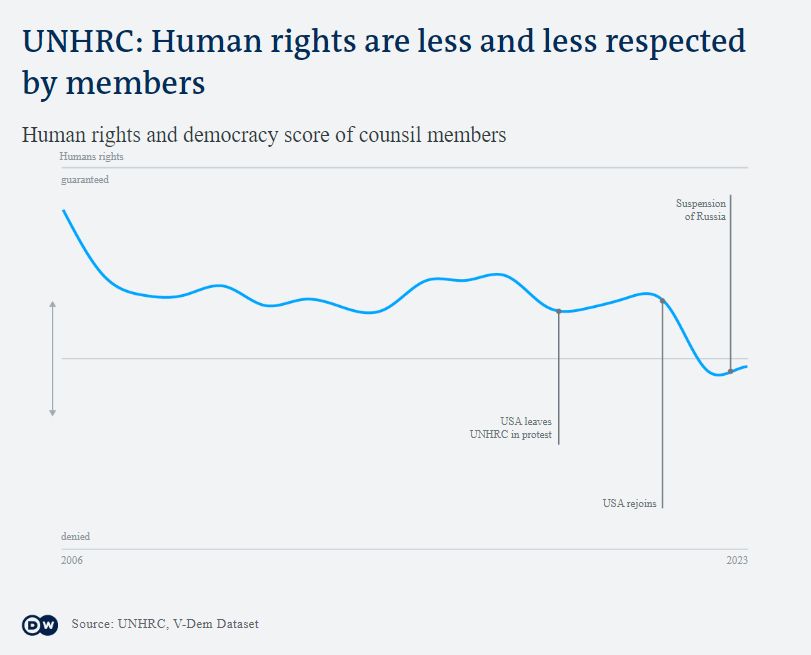 UNHRC: Human rights are less and less respected
by members
Human rights and democracy score of counsil members
Humans rights
guaranteed
Suspension
of Russia
USA leaves
UNHRC in protest
USA rejoins
denied
2006
2023
DW
Source: UNHRC, V-Dem Dataset